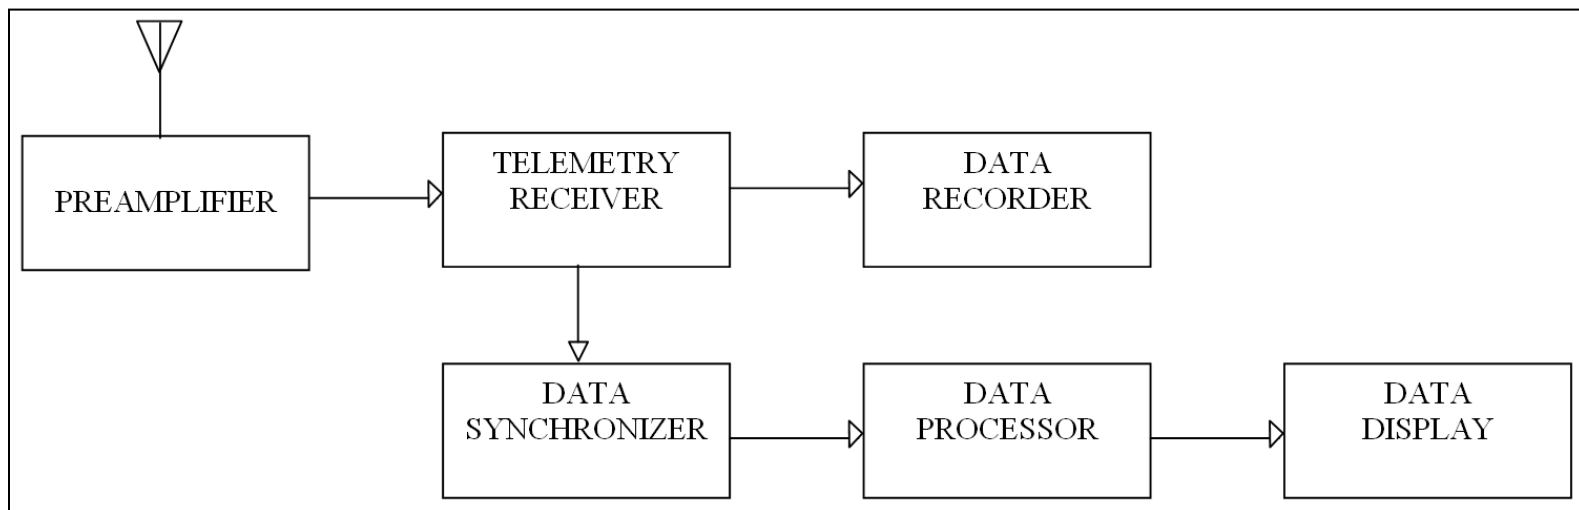 PREAMPLIFIER
TELEMETRY
RECEIVER
DATA
RECORDER
DATA
SYNCHRONIZER
DATA
PROCESSOR
DATA
DISPLAY